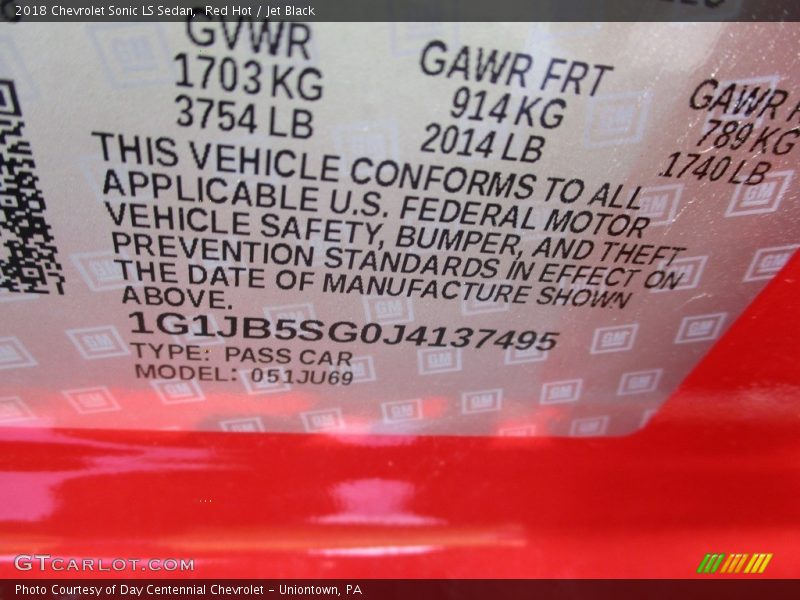 2018 Chevrolet Sonic LS Sedan, Red Hot / Jet Black
GVWR
1703 KG
3754 LB
GAWR FRT
914 KG
2014 LB
GAWR
789 KG
1740 LB
THIS VEHICLE CONFORMS TO ALL
APPLICABLE U.S. FEDERAL MOTOR
VEHICLE SAFETY, BUMPER, AND THEFT
PREVENTION STANDARDS IN EFFECT ON
THE DATE OF MANUFACTURE SHOWN
ABOVE.
1G1JB5SG0J4137495
TYPE: PASS CAR
MODEL: 051JU69
GTCARLOT.COM
Photo Courtesy of Day Centennial Chevrolet - Uniontown, PA